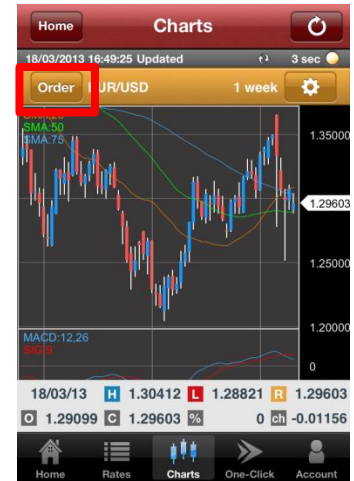 Home Charts
18/03/2013 16:49:25 Updated 3 sec
Order EUR/USD 1 week
SMA:25
SMA:50
SMA:75
1.35000
1.29603
1.25000
1.20000
MACD:12,26
SIG:9
0
18/03/13 H 1.30412 L 1.28821 R 1.29603
O 1.29099 C 1.29603 % 0 ch -0.01156
Home Rates Charts One-Click Account